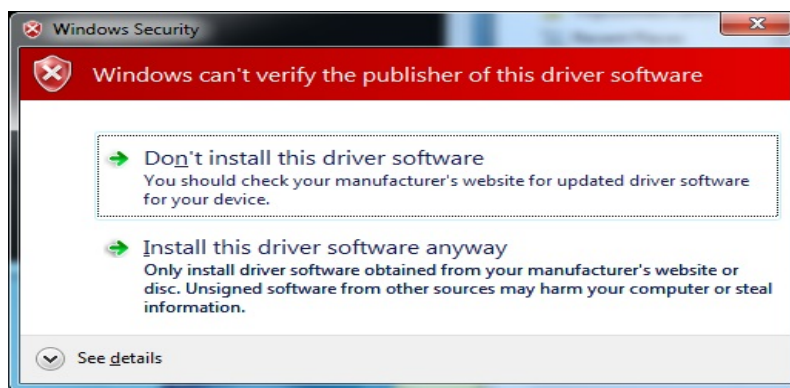 Windows Security
Windows can't verify the publisher of this driver software
Don't install this driver software
You should check your manufacturer's website for updated driver software
for your device.
Install this driver software anyway
Only install driver software obtained from your manufacturer's website or
disc. Unsigned software from other sources may harm your computer or steal
information.
See details